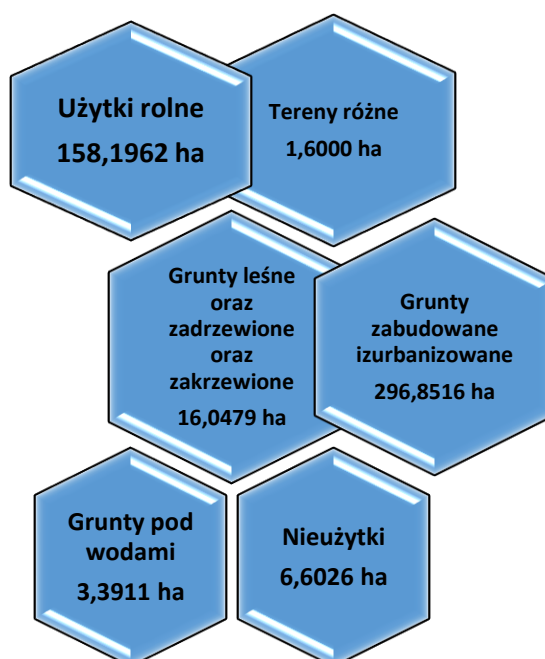 Użytki rolne
158,1962 ha
Tereny różne
1,6000 ha
Grunty leśne
oraz
zadrzewione
oraz
zakrzewione
16,0479 ha
Grunty
zabudowane
izurbanizowane
296,8516 ha
Grunty pod
wodami
3,3911 ha
Nieużytki
6,6026 ha